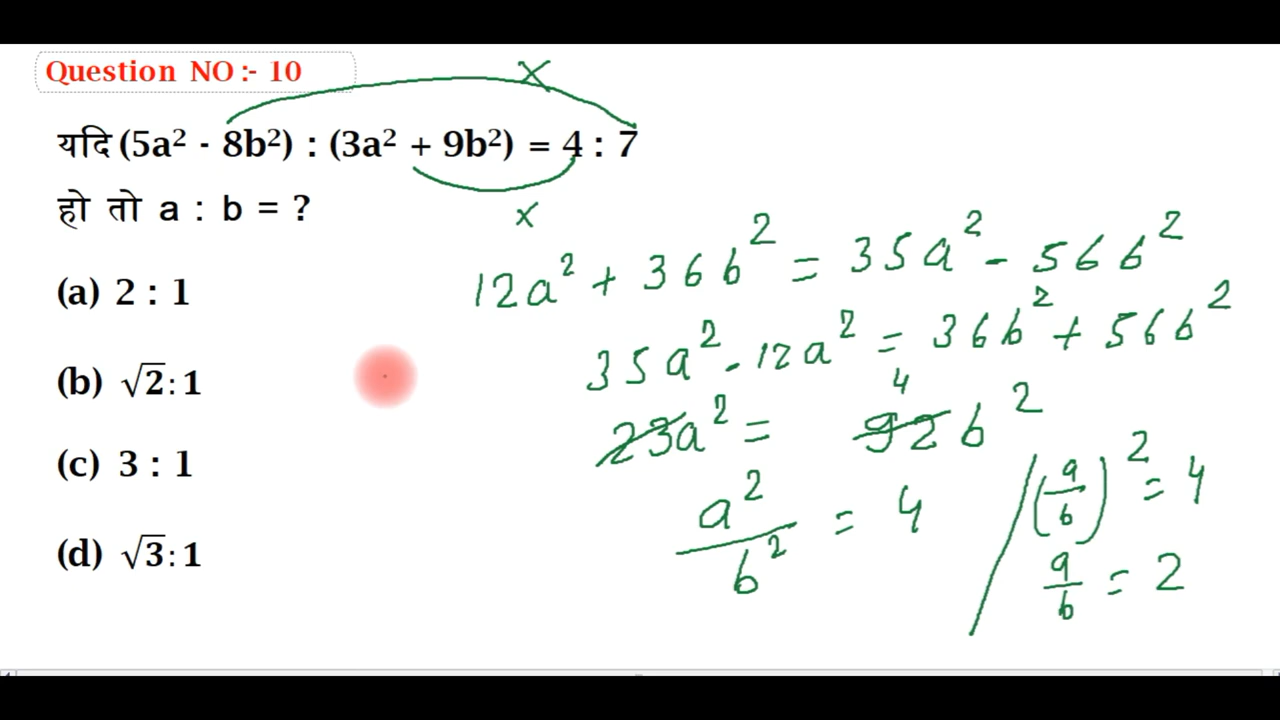 Question NO :- 10
x
यदि (5a² - 8b²) : (3a² + 9b²) = 4 : 7
हो तो a : b = ?
x
12a² + 36b² = 35a² - 56b²
(a) 2 : 1
35a² - 12a² = 36b² + 56b²
4
(b) √2 : 1
23a² = 92b²
(c) 3 : 1
a²/b² = 4
(a/b)² = 4
(d) √3 : 1
a/b = 2